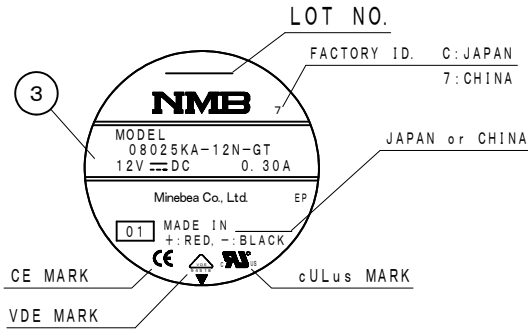 LOT NO.
FACTORY ID. C:JAPAN
7:CHINA
3
NMB
7
MODEL
08025KA-12N-GT
12V DC 0.30A
JAPAN or CHINA
Minebea Co., Ltd. EP
01 MADE IN
+:RED, -:BLACK
CE
c US
CE MARK
cULus MARK
VDE MARK